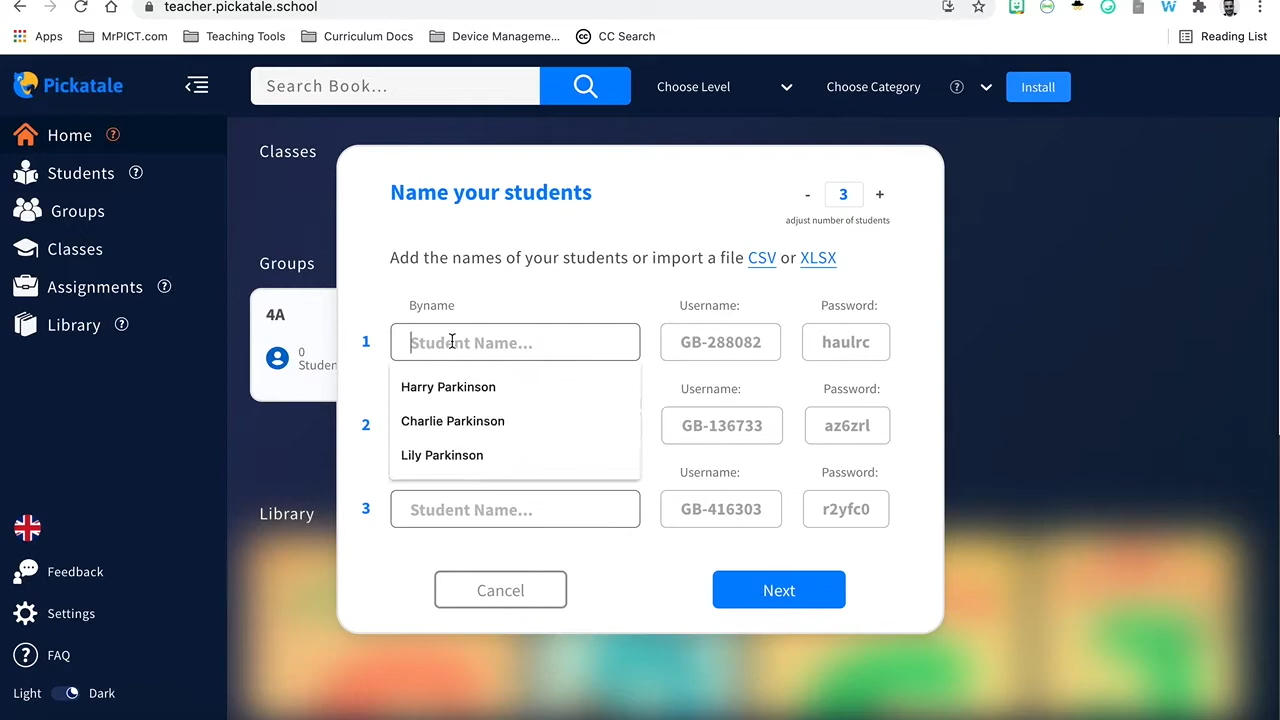 teacher.pickatale.school
Apps
MrPICT.com
Teaching Tools
Curriculum Docs
Device Manageme...
CC Search
Reading List
Pickatale
Search Book...
Choose Level
Choose Category
Install
Home
Students
Groups
Classes
Assignments
Library
Feedback
Settings
FAQ
Light
Dark
Classes
Groups
4A
0
Studen
Library
Name your students
- 3 +
adjust number of students
Add the names of your students or import a file CSV or XLSX
Byname
Username:
Password:
1
Student Name...
GB-288082
haulrc
Harry Parkinson
Charlie Parkinson
Lily Parkinson
Username:
Password:
2
GB-136733
az6zrl
Username:
Password:
3
Student Name...
GB-416303
r2yfc0
Cancel
Next